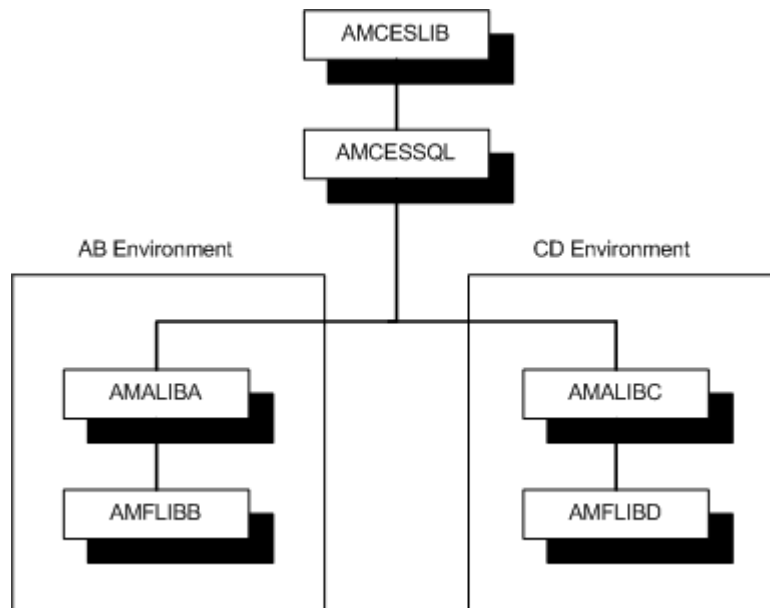 AMCESLIB
AMCESSQL
AB Environment
CD Environment
AMALIBA
AMALIBC
AMFLIBB
AMFLIBD